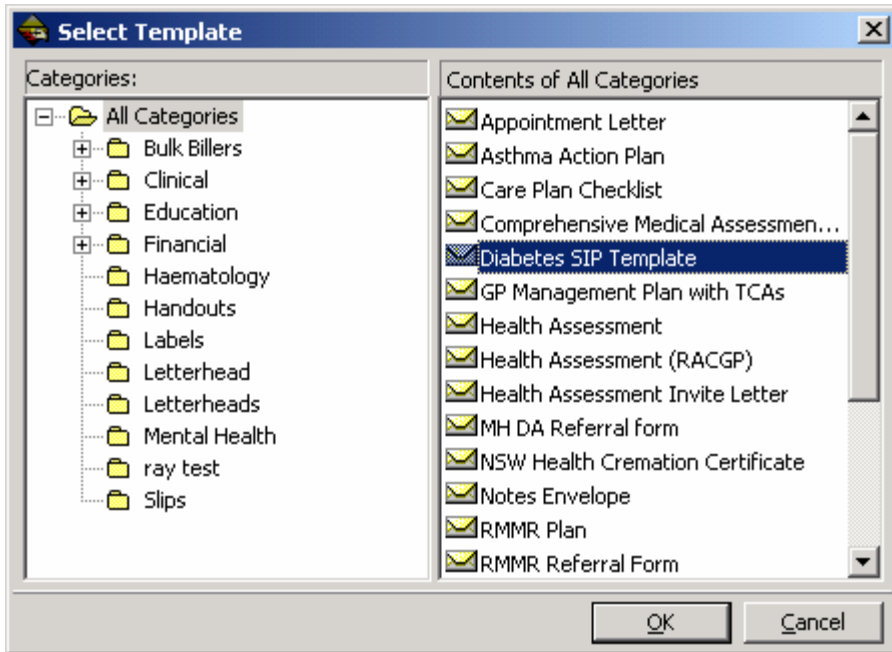 Select Template
Categories:
All Categories
Bulk Billers
Clinical
Education
Financial
Haematology
Handouts
Labels
Letterhead
Letterheads
Mental Health
ray test
Slips
Contents of All Categories
Appointment Letter
Asthma Action Plan
Care Plan Checklist
Comprehensive Medical Assessmen...
Diabetes SIP Template
GP Management Plan with TCAs
Health Assessment
Health Assessment (RACGP)
Health Assessment Invite Letter
MH DA Referral form
NSW Health Cremation Certificate
Notes Envelope
RMMR Plan
RMMR Referral Form
OK
Cancel